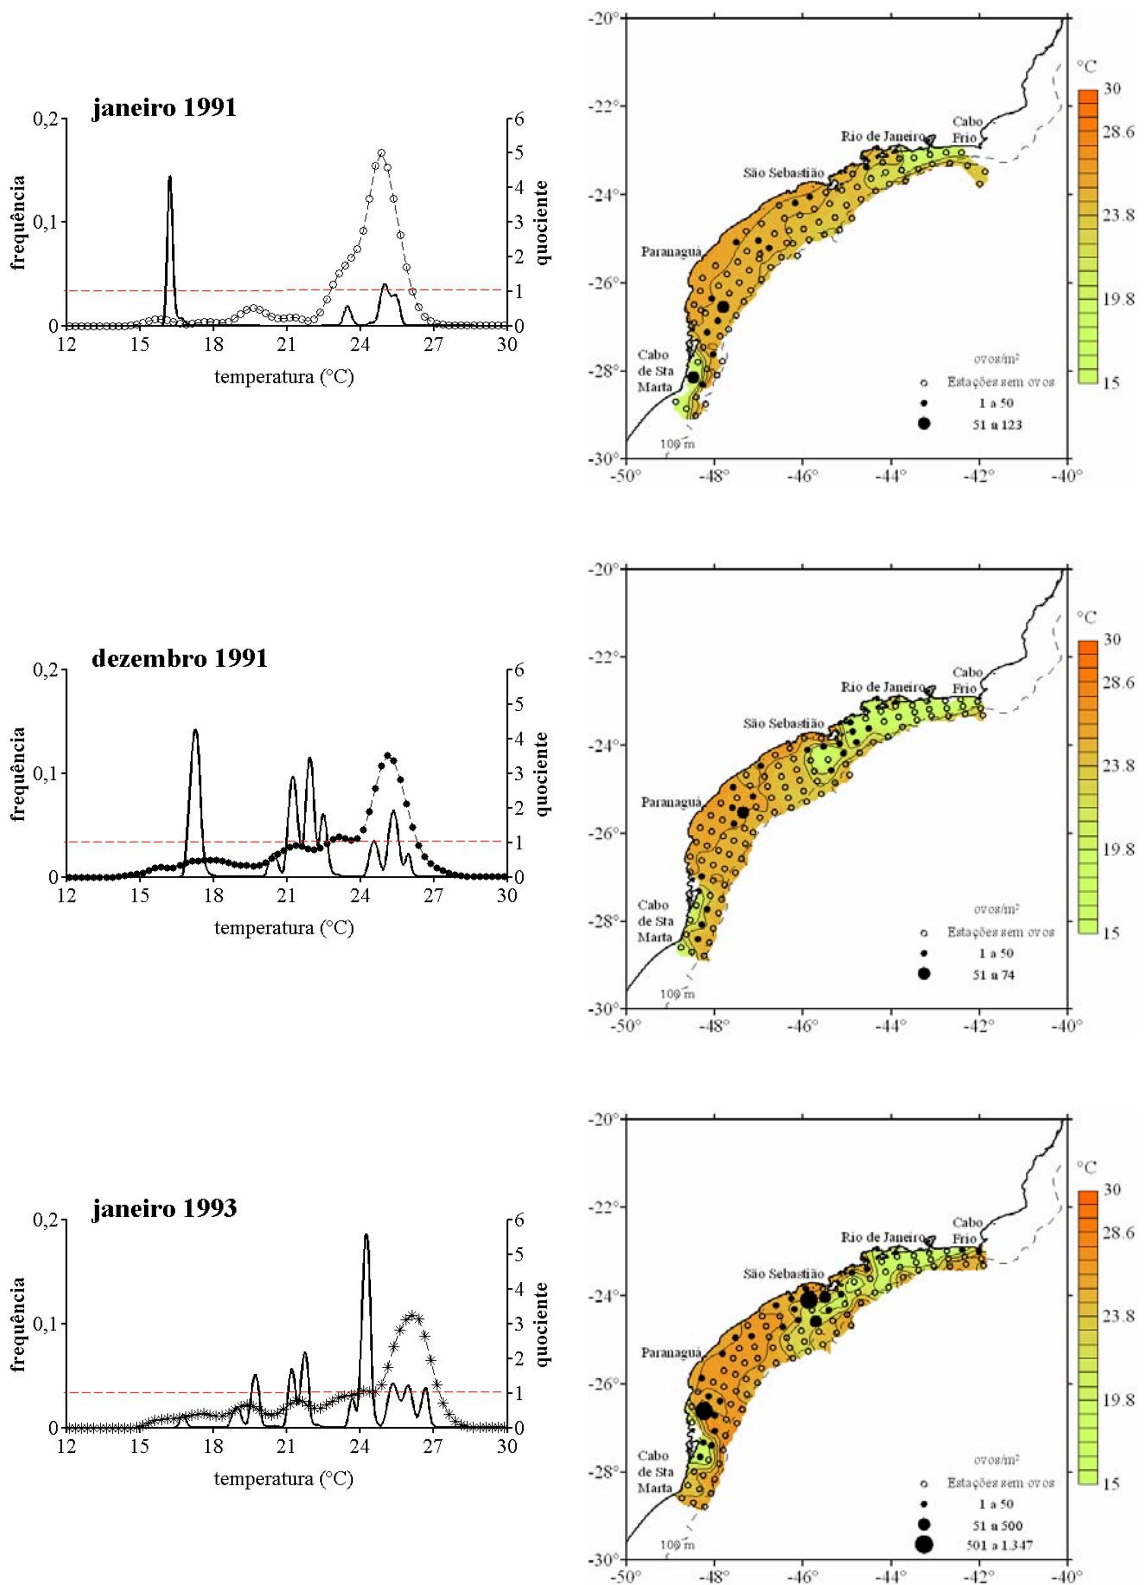 janeiro 1991
0,2
0,1
0
frequência
6
5
4
3
2
1
0
quociente
12 15 18 21 24 27 30
temperatura (°C)
-20°
-22°
-24°
-26°
-28°
-30°
-50° -48° -46° -44° -42° -40°
Cabo
Frio
Rio de Janeiro
São Sebastião
Paranaguá
Cabo
de Sta
Marta
100 m
ovos/m²
Estações sem ovos
1 a 50
51 a 123
°C
30
28.6
23.8
19.8
15
dezembro 1991
0,2
0,1
0
frequência
6
5
4
3
2
1
0
quociente
12 15 18 21 24 27 30
temperatura (°C)
-20°
-22°
-24°
-26°
-28°
-30°
-50° -48° -46° -44° -42° -40°
Cabo
Frio
Rio de Janeiro
São Sebastião
Paranaguá
Cabo
de Sta
Marta
100 m
ovos/m²
Estações sem ovos
1 a 50
51 a 74
°C
30
28.6
23.8
19.8
15
janeiro 1993
0,2
0,1
0
frequência
6
5
4
3
2
1
0
quociente
12 15 18 21 24 27 30
temperatura (°C)
-20°
-22°
-24°
-26°
-28°
-30°
-50° -48° -46° -44° -42° -40°
Cabo
Frio
Rio de Janeiro
São Sebastião
Paranaguá
Cabo
de Sta
Marta
100 m
ovos/m²
Estações sem ovos
1 a 50
51 a 500
501 a 1.347
°C
30
28.6
23.8
19.8
15